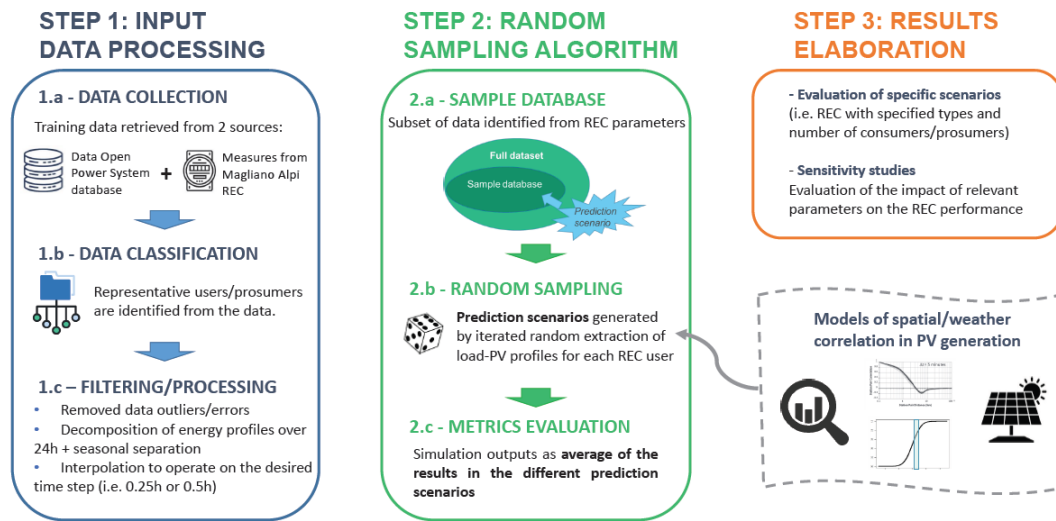 STEP 1: INPUT
DATA PROCESSING
1.a - DATA COLLECTION
Training data retrieved from 2 sources:
Data Open
Power System
database
+
Measures from
Magliano Alpi
REC
1.b - DATA CLASSIFICATION
Representative users/prosumers
are identified from the data.
1.c – FILTERING/PROCESSING
• Removed data outliers/errors
• Decomposition of energy profiles over
24h + seasonal separation
• Interpolation to operate on the desired
time step (i.e. 0.25h or 0.5h)
STEP 2: RANDOM
SAMPLING ALGORITHM
2.a - SAMPLE DATABASE
Subset of data identified from REC parameters
Full dataset
Sample database
Prediction
scenario
2.b - RANDOM SAMPLING
Prediction scenarios generated
by iterated random extraction of
load-PV profiles for each REC user
2.c - METRICS EVALUATION
Simulation outputs as average of the
results in the different prediction
scenarios
STEP 3: RESULTS
ELABORATION
- Evaluation of specific scenarios
(i.e. REC with specified types and
number of consumers/prosumers)
- Sensitivity studies
Evaluation of the impact of relevant
parameters on the REC performance
Models of spatial/weather
correlation in PV generation